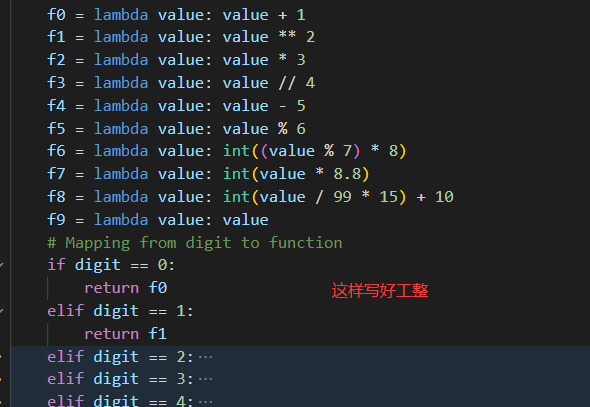 f0 = lambda value: value + 1
f1 = lambda value: value ** 2
f2 = lambda value: value * 3
f3 = lambda value: value // 4
f4 = lambda value: value - 5
f5 = lambda value: value % 6
f6 = lambda value: int((value % 7) * 8)
f7 = lambda value: int(value * 8.8)
f8 = lambda value: int(value / 99 * 15) + 10
f9 = lambda value: value
# Mapping from digit to function
if digit == 0:
return f0
这样写好工整
elif digit == 1:
return f1
elif digit == 2:···
elif digit == 3:···
elif digit == 4:···